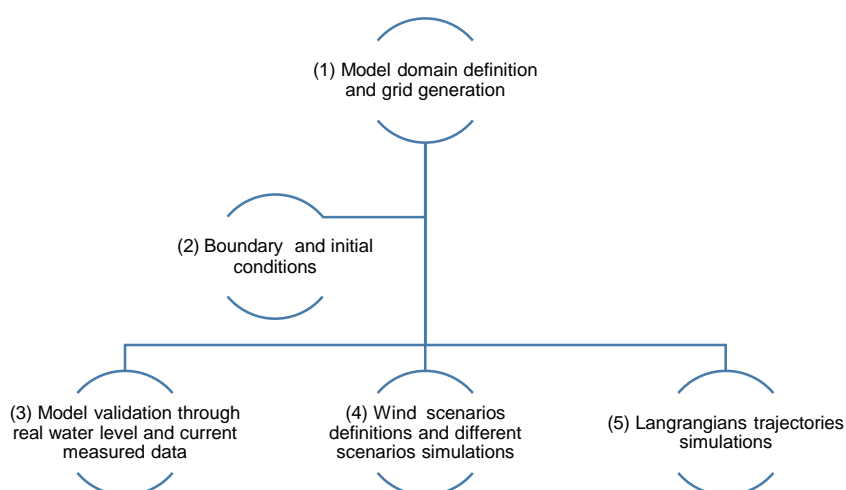 (1) Model domain definition
and grid generation
(2) Boundary and initial
conditions
(3) Model validation through
real water level and current
measured data
(4) Wind scenarios
definitions and different
scenarios simulations
(5) Langrangians trajectories
simulations